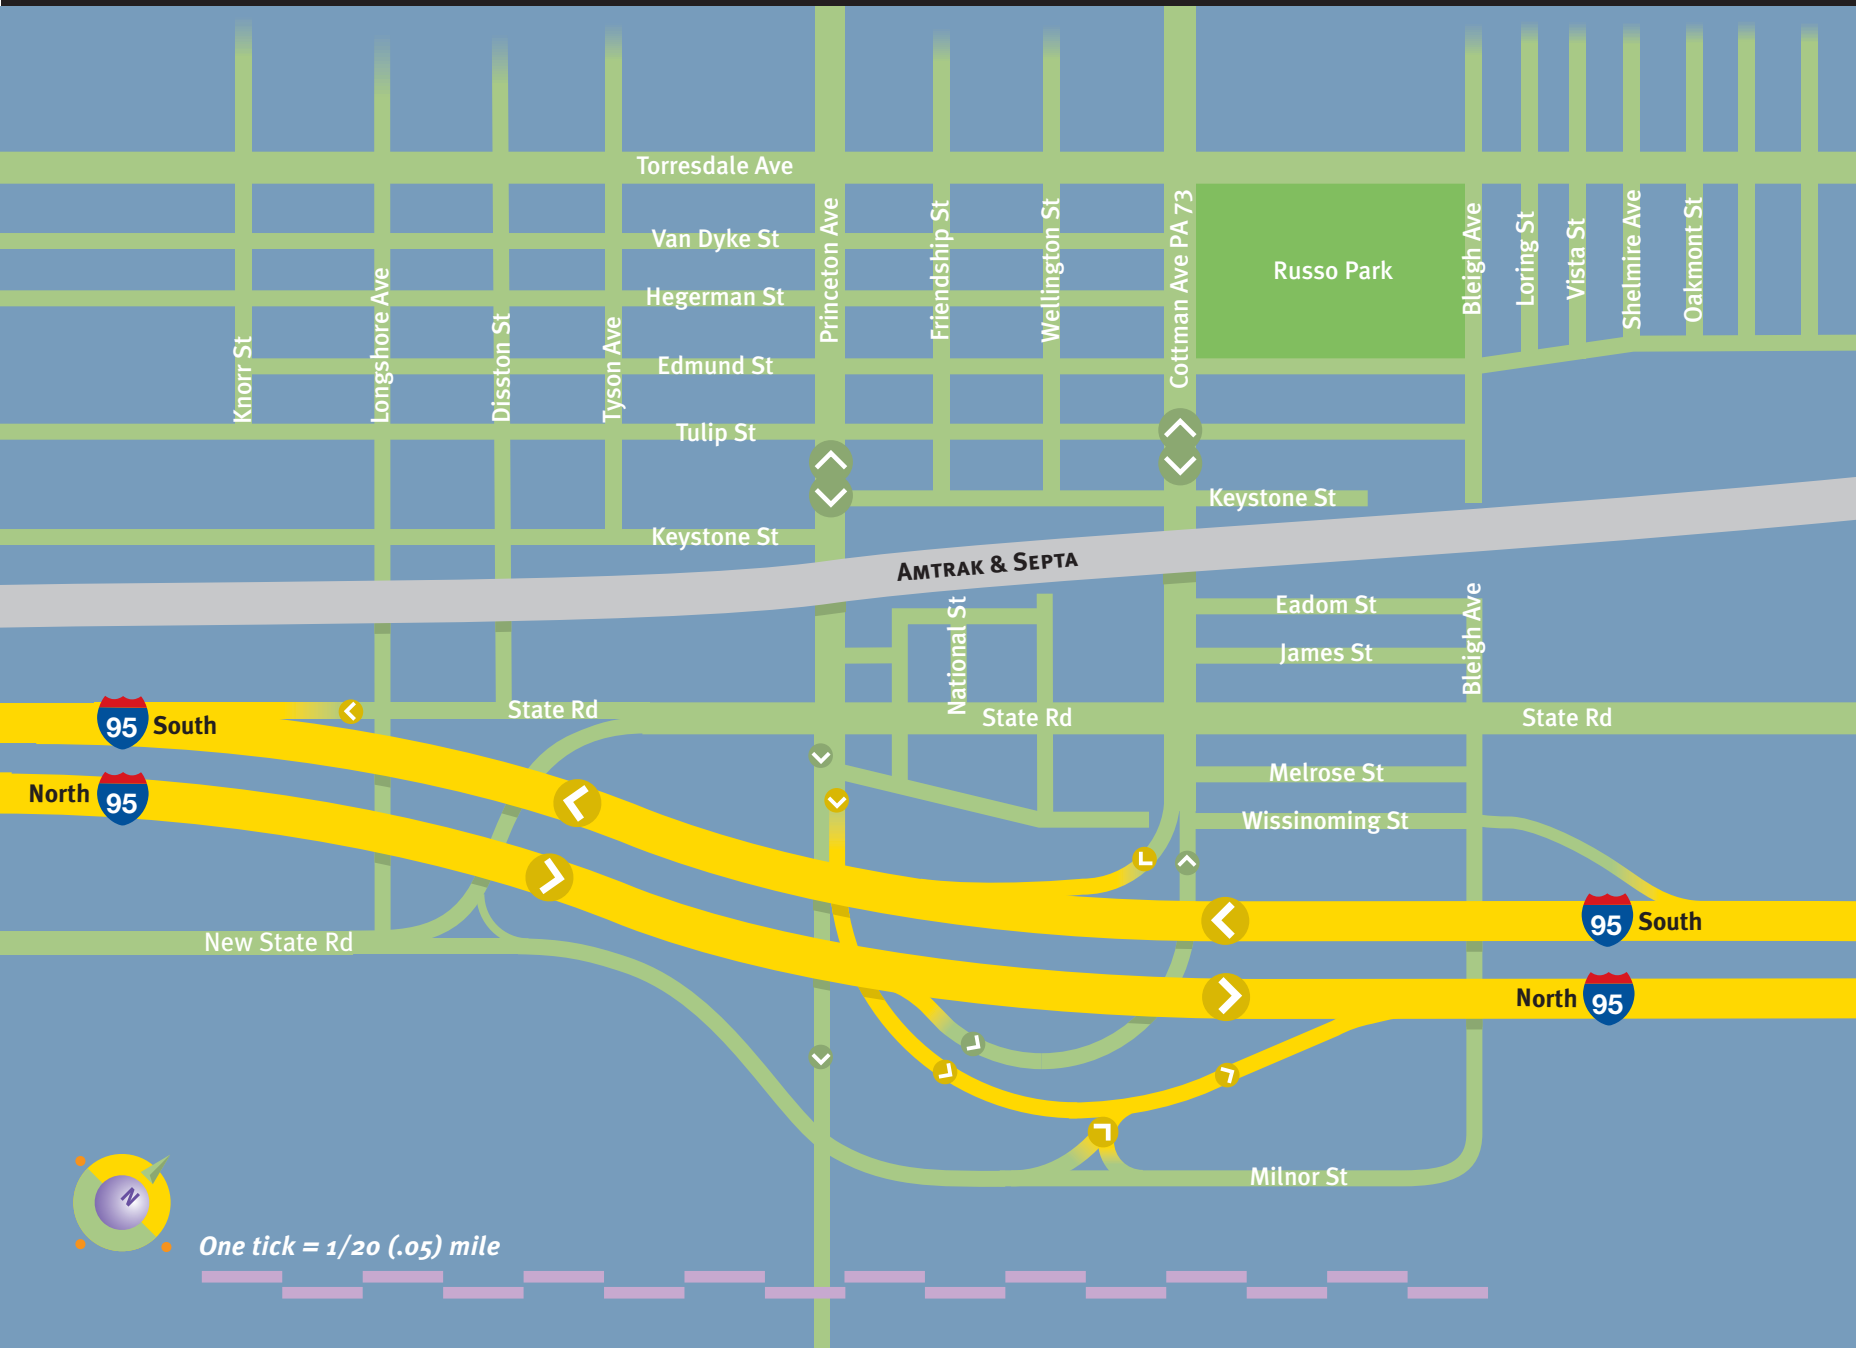 Torresdale Ave
Van Dyke St
Hegerman St
Edmund St
Tulip St
Keystone St
Keystone St
Knorr St
Longshore Ave
Disston St
Tyson Ave
Princeton Ave
Friendship St
Wellington St
Cottman Ave PA 73
Russo Park
Bleigh Ave
Loring St
Vista St
Shelmire Ave
Oakmont St
Amtrak & Septa
National St
Eadom St
James St
Bleigh Ave
State Rd
State Rd
State Rd
95 South
North 95
Melrose St
Wissinoming St
95 South
North 95
New State Rd
Milnor St
N
One tick = 1/20 (.05) mile